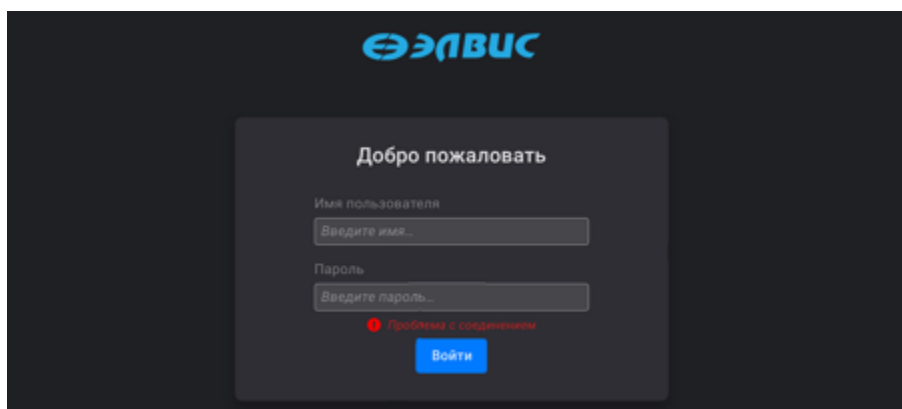 ЭЛВИС
Добро пожаловать
Имя пользователя
Введите имя...
Пароль
Введите пароль...
Проблема с соединением
Войти